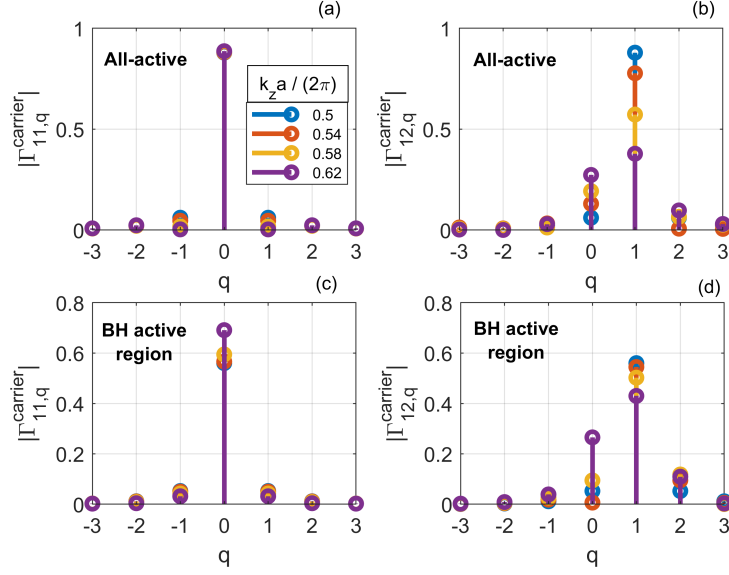 (a)
1
0.5
0
|Γ^carrier_11,q|
All-active
k_z a / (2π)
0.5
0.54
0.58
0.62
-3 -2 -1 0 1 2 3
q
(b)
1
0.5
0
|Γ^carrier_12,q|
All-active
-3 -2 -1 0 1 2 3
q
(c)
0.8
0.6
0.4
0.2
0
|Γ^carrier_11,q|
BH active
region
-3 -2 -1 0 1 2 3
q
(d)
0.8
0.6
0.4
0.2
0
|Γ^carrier_12,q|
BH active
region
-3 -2 -1 0 1 2 3
q